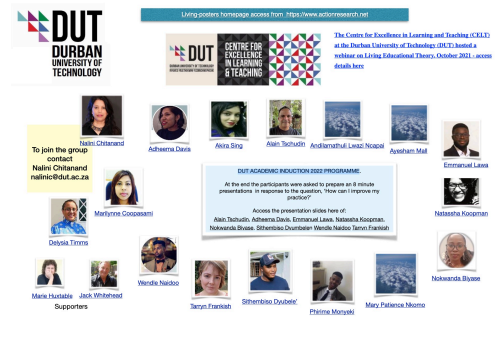 DUT
DURBAN
UNIVERSITY OF
TECHNOLOGY
Living-posters homepage access from https://www.actionresearch.net
DUT
CENTRE FOR
EXCELLENCE
IN LEARNING
& TEACHING
The Centre for Excellence in Learning and Teaching (CELT)
at the Durban University of Technology (DUT) hosted a
webinar on Living Educational Theory. October 2021 - access
details here
Nalini Chitanand
Adheema Davis
Akira Sing
Alain Tschudin
Andilamathuli Lwazi Ncapai
Ayesham Mall
Emmanuel Lawa
To join the group
contact
Nalini Chitanand
nalinic@dut.ac.za
Marilynne Coopasami
DUT ACADEMIC INDUCTION 2022 PROGRAMME.
At the end the participants were asked to prepare an 8 minute
presentations in response to the question, 'How can I improve my
practice?'
Access the presentation slides here of:
Alain Tschudin, Adheema Davis, Emmanuel Lawa, Natassha Koopman,
Nokwanda Biyase, Sithembiso Dyumbele Wendle Naidoo Tarryn Frankish
Natassha Koopman
Delysia Timms
Nokwanda Biyase
Marie Huxtable
Jack Whitehead
Supporters
Wendle Naidoo
Tarryn Frankish
Sithembiso Dyubele'
Phirime Monyeki
Mary Patience Nkomo